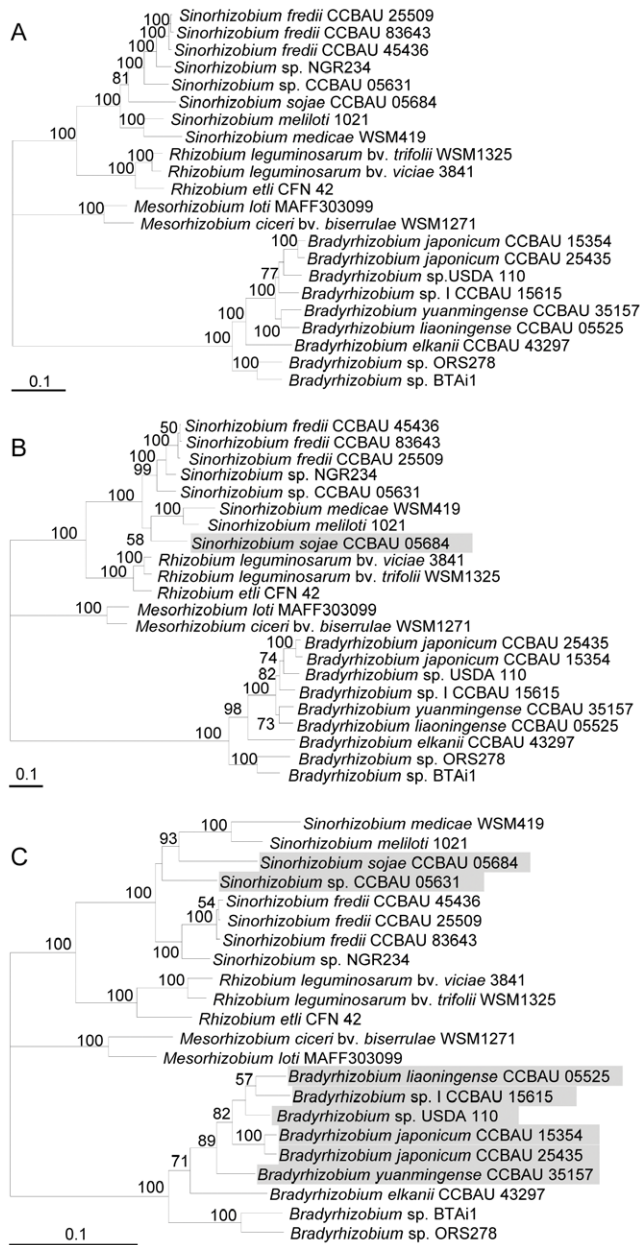 A
100 Sinorhizobium fredii CCBAU 25509
100 Sinorhizobium fredii CCBAU 83643
100 Sinorhizobium fredii CCBAU 45436
100 Sinorhizobium sp. NGR234
81 Sinorhizobium sp. CCBAU 05631
100 Sinorhizobium sojae CCBAU 05684
100 Sinorhizobium meliloti 1021
Sinorhizobium medicae WSM419
100 100 Rhizobium leguminosarum bv. trifolii WSM1325
100 Rhizobium leguminosarum bv. viciae 3841
Rhizobium etli CFN 42
100 Mesorhizobium loti MAFF303099
Mesorhizobium ciceri bv. biserrulae WSM1271
100 Bradyrhizobium japonicum CCBAU 15354
Bradyrhizobium japonicum CCBAU 25435
77 Bradyrhizobium sp.USDA 110
100 Bradyrhizobium sp. I CCBAU 15615
Bradyrhizobium yuanmingense CCBAU 35157
100 100 Bradyrhizobium liaoningense CCBAU 05525
100 Bradyrhizobium elkanii CCBAU 43297
100 Bradyrhizobium sp. ORS278
Bradyrhizobium sp. BTAi1
0.1
B
50 Sinorhizobium fredii CCBAU 45436
100 Sinorhizobium fredii CCBAU 83643
100 Sinorhizobium fredii CCBAU 25509
99 Sinorhizobium sp. NGR234
100 Sinorhizobium sp. CCBAU 05631
100 Sinorhizobium medicae WSM419
Sinorhizobium meliloti 1021
100 58 Sinorhizobium sojae CCBAU 05684
100 Rhizobium leguminosarum bv. viciae 3841
100 Rhizobium leguminosarum bv. trifolii WSM1325
Rhizobium etli CFN 42
100 Mesorhizobium loti MAFF303099
Mesorhizobium ciceri bv. biserrulae WSM1271
100 Bradyrhizobium japonicum CCBAU 25435
74 Bradyrhizobium japonicum CCBAU 15354
82 Bradyrhizobium sp. USDA 110
100 Bradyrhizobium sp. I CCBAU 15615
98 Bradyrhizobium yuanmingense CCBAU 35157
73 Bradyrhizobium liaoningense CCBAU 05525
100 Bradyrhizobium elkanii CCBAU 43297
100 Bradyrhizobium sp. ORS278
Bradyrhizobium sp. BTAi1
0.1
C
100 Sinorhizobium medicae WSM419
93 Sinorhizobium meliloti 1021
Sinorhizobium sojae CCBAU 05684
100 Sinorhizobium sp. CCBAU 05631
54 Sinorhizobium fredii CCBAU 45436
100 Sinorhizobium fredii CCBAU 25509
Sinorhizobium fredii CCBAU 83643
100 100 Sinorhizobium sp. NGR234
100 Rhizobium leguminosarum bv. viciae 3841
100 Rhizobium leguminosarum bv. trifolii WSM1325
Rhizobium etli CFN 42
100 Mesorhizobium ciceri bv. biserrulae WSM1271
Mesorhizobium loti MAFF303099
57 Bradyrhizobium liaoningense CCBAU 05525
Bradyrhizobium sp. I CCBAU 15615
82 Bradyrhizobium sp. USDA 110
89 100 Bradyrhizobium japonicum CCBAU 15354
Bradyrhizobium japonicum CCBAU 25435
71 Bradyrhizobium yuanmingense CCBAU 35157
100 Bradyrhizobium elkanii CCBAU 43297
100 Bradyrhizobium sp. BTAi1
Bradyrhizobium sp. ORS278
0.1